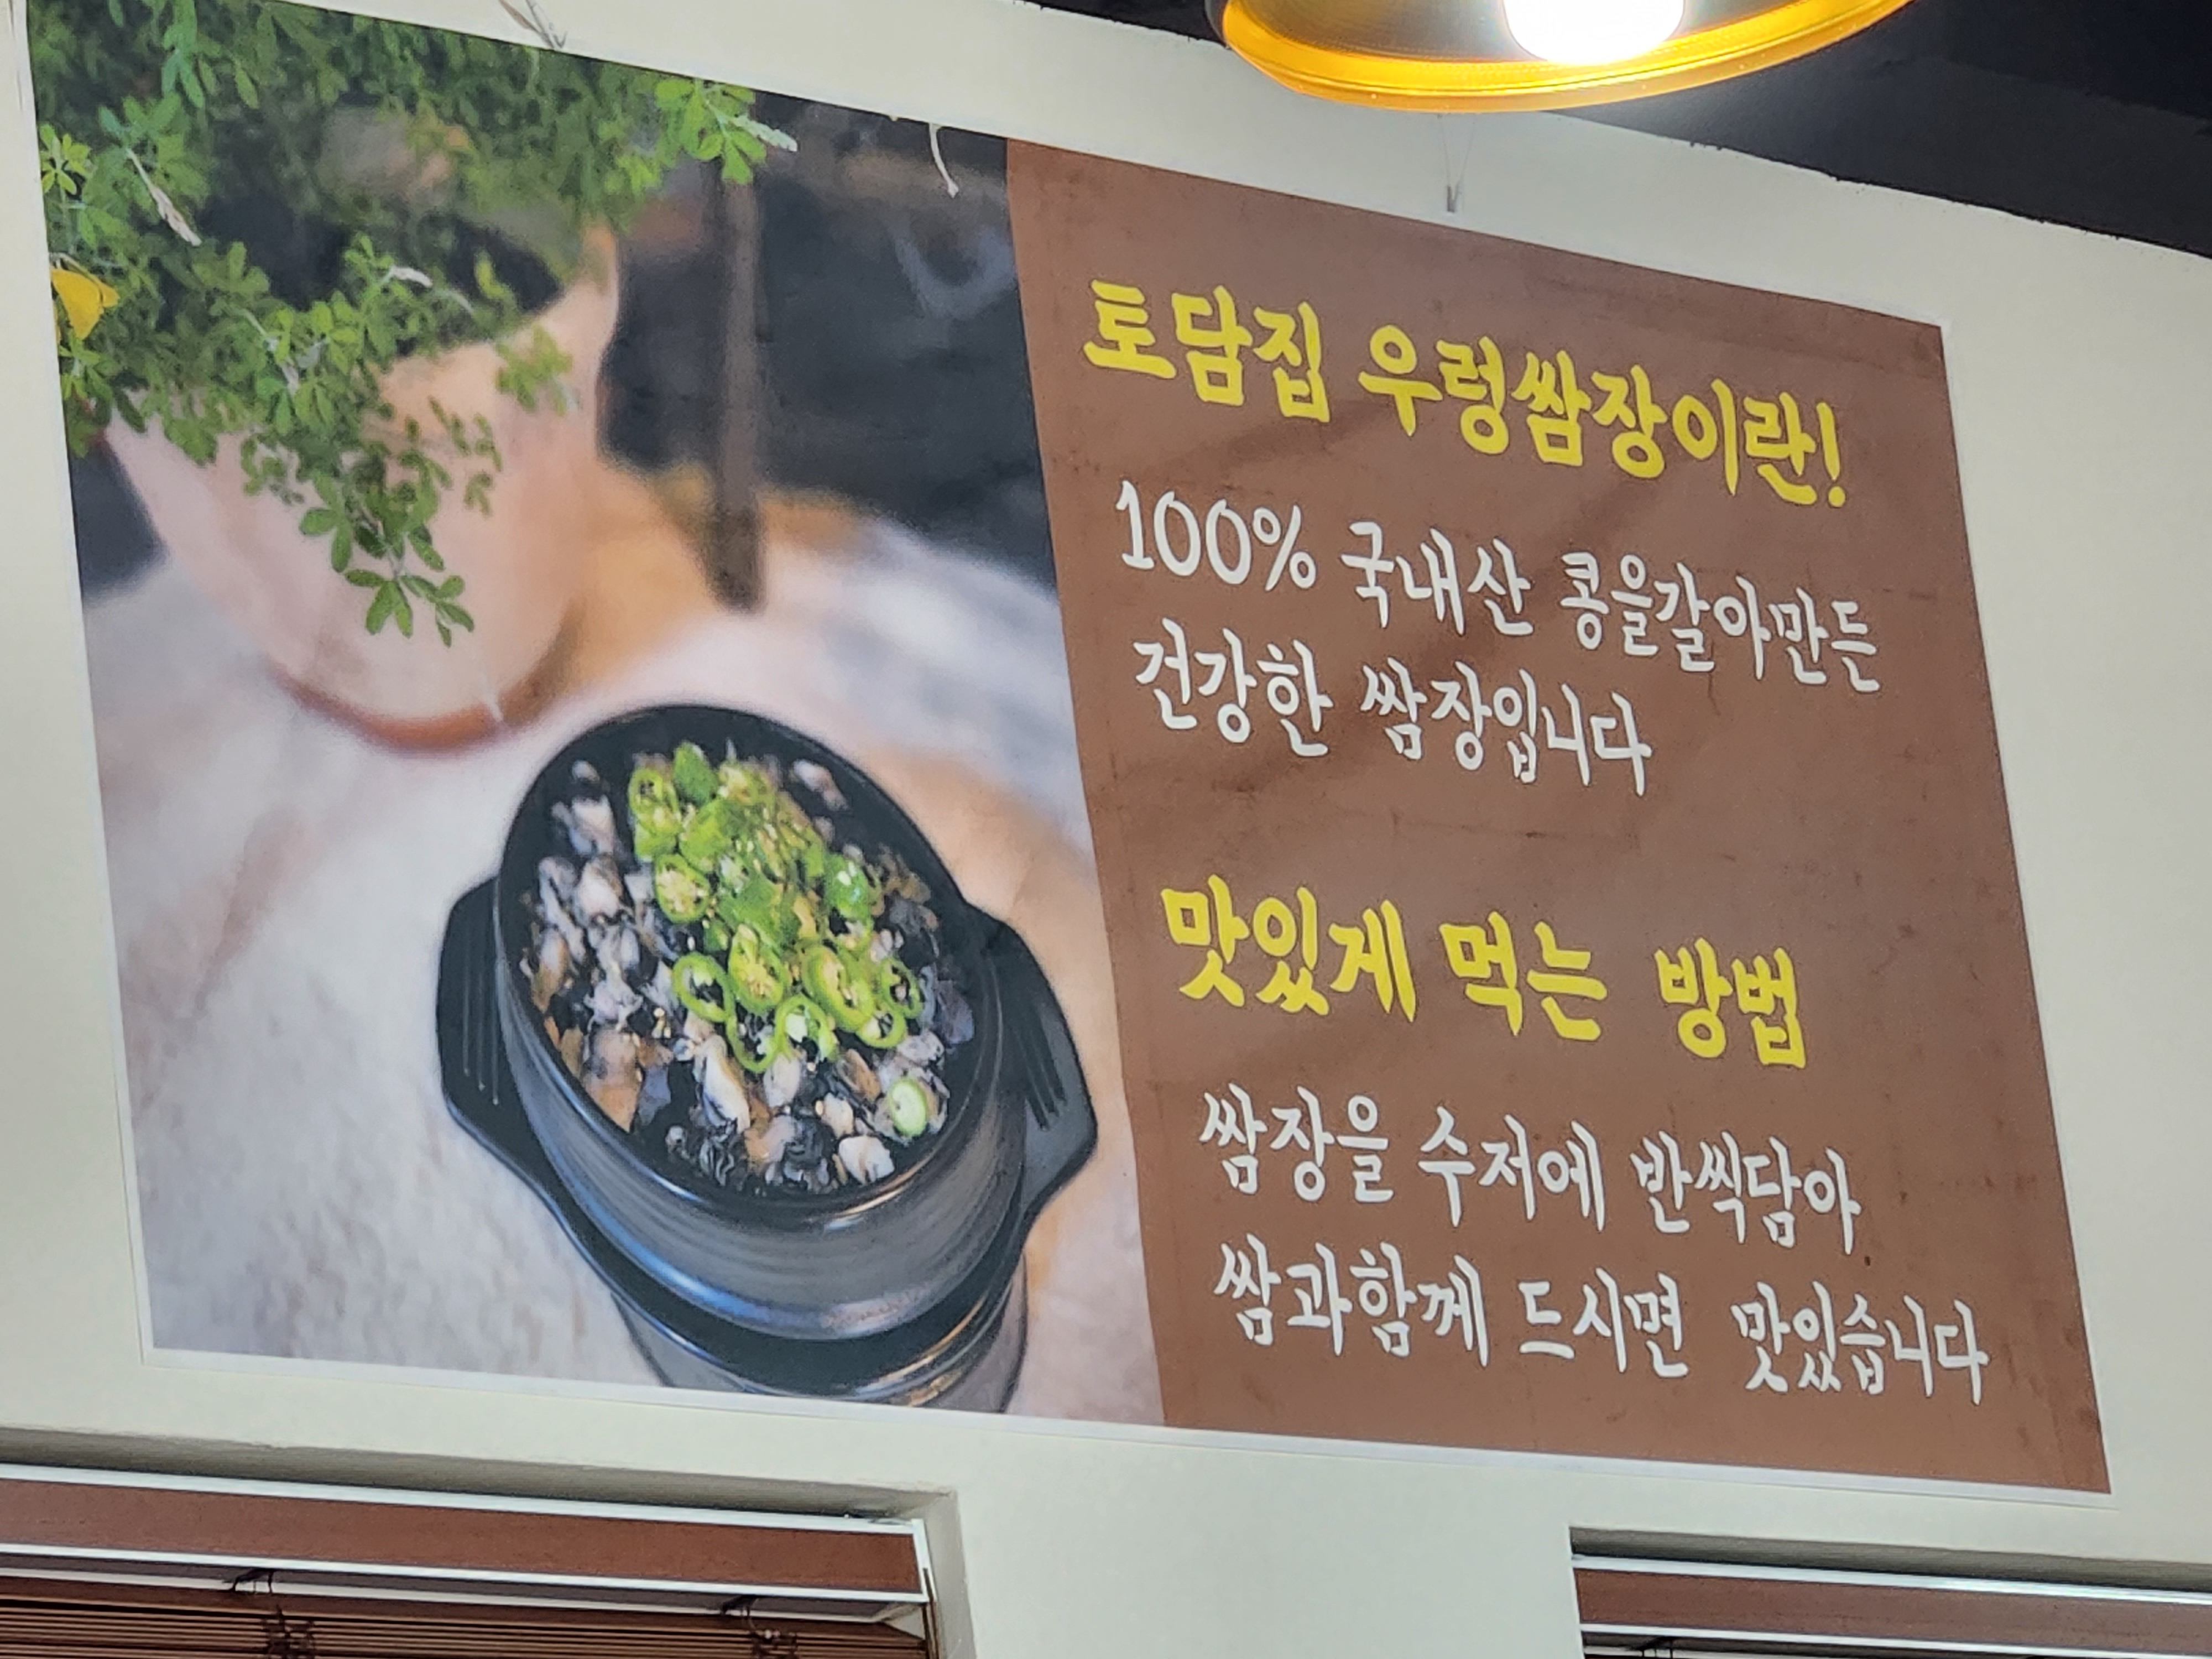 토담집 우렁쌈장이란!
100% 국내산 콩을갈아만든
건강한 쌈장입니다
맛있게 먹는 방법
쌈장을 수저에 반씩담아
쌈과함께 드시면 맛있습니다